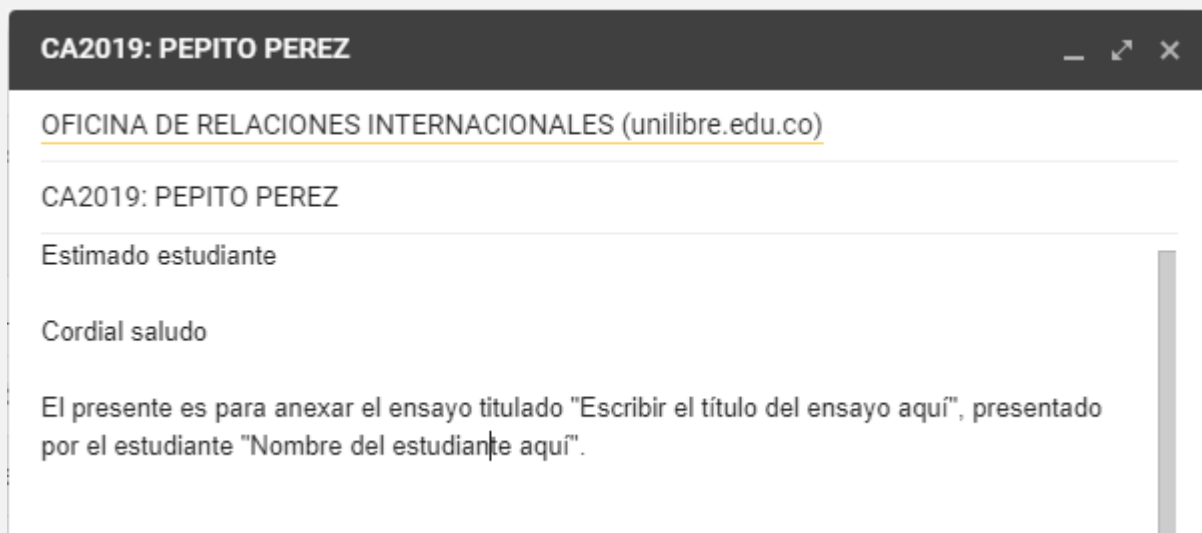 CA2019: PEPITO PEREZ
OFICINA DE RELACIONES INTERNACIONALES (unilibre.edu.co)
CA2019: PEPITO PEREZ
Estimado estudiante
Cordial saludo
El presente es para anexar el ensayo titulado "Escribir el título del ensayo aquí", presentado
por el estudiante "Nombre del estudiante aquí".